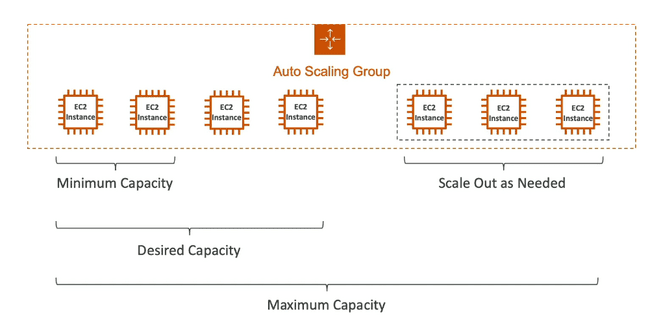 Auto Scaling Group
EC2
Instance
EC2
Instance
EC2
Instance
EC2
Instance
EC2
Instance
EC2
Instance
EC2
Instance
Minimum Capacity
Scale Out as Needed
Desired Capacity
Maximum Capacity